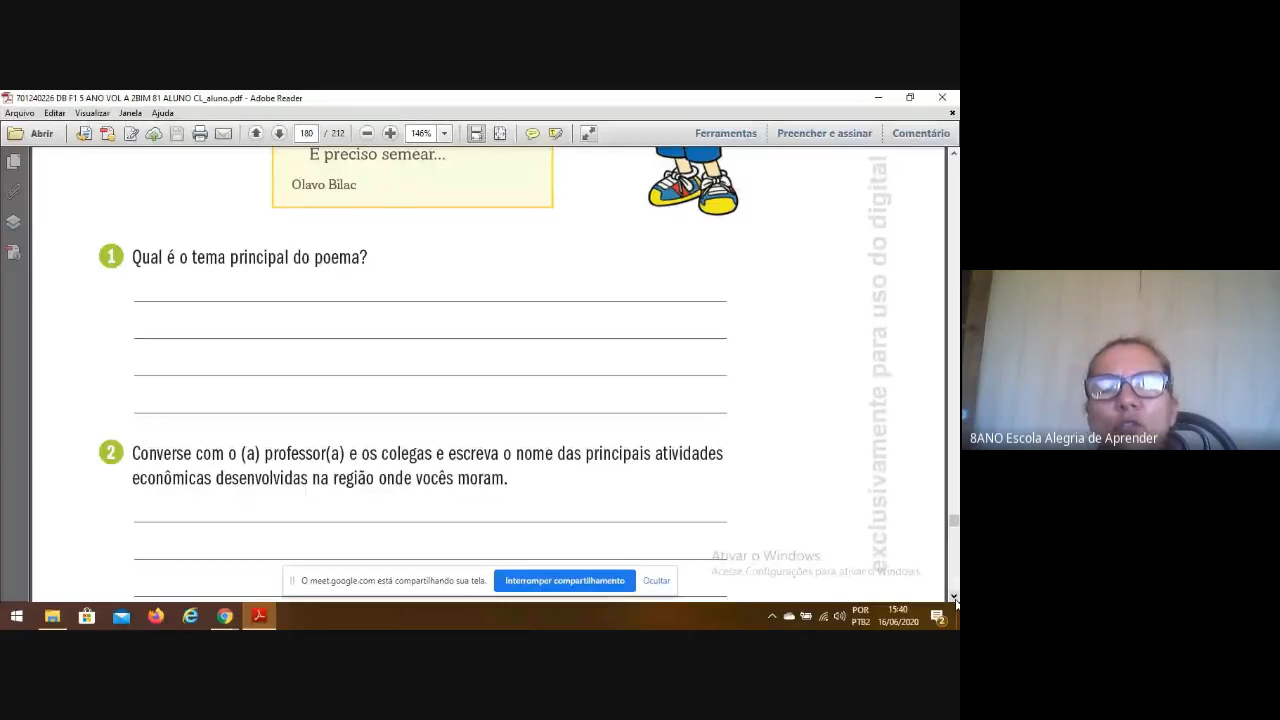 701240226 DB F1 5 ANO VOL A 2BIM 81 ALUNO CL_aluno.pdf - Adobe Reader
Arquivo Editar Visualizar Janela Ajuda
Abrir 180 / 212 146% Ferramentas Preencher e assinar Comentário
É preciso semear...
Olavo Bilac
1 Qual é o tema principal do poema?
2 Converse com o (a) professor(a) e os colegas e escreva o nome das principais atividades
econômicas desenvolvidas na região onde vocês moram.
exclusivamente para uso do digital
8ANO Escola Alegria de Aprender
Ativar o Windows
Acesse Configurações para ativar o Windows.
O meet.google.com está compartilhando sua tela. Interromper compartilhamento Ocultar
POR
PTB2
15:40
16/06/2020
2